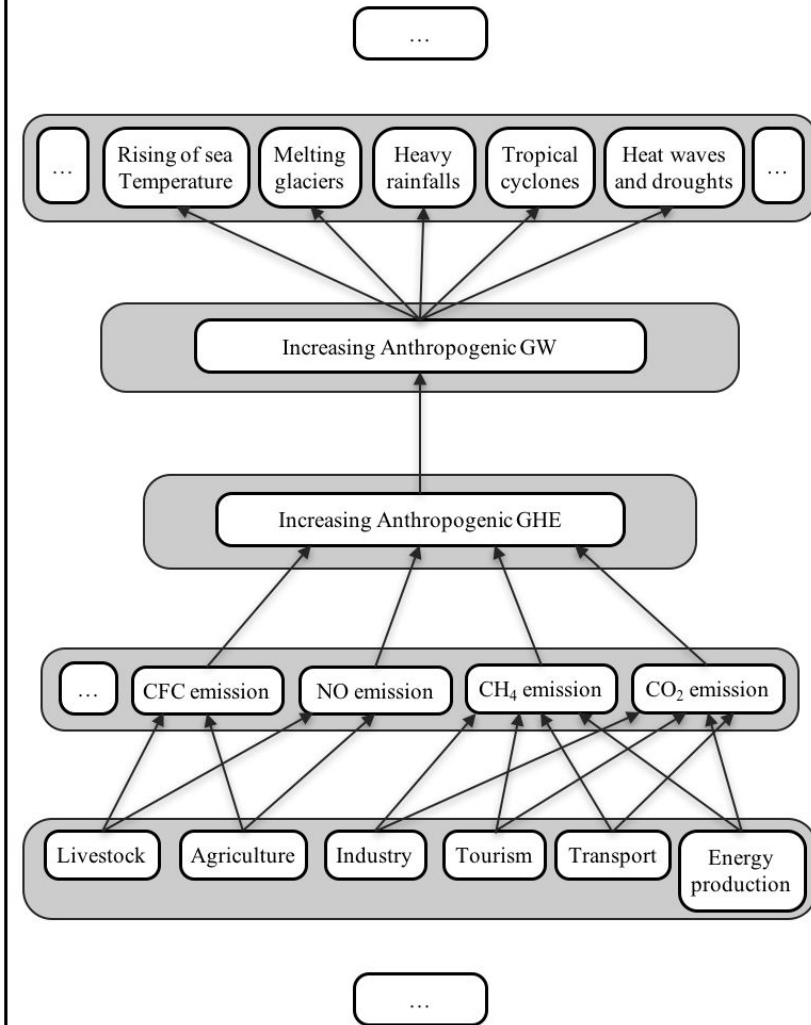 …
…
Rising of sea
Temperature
Melting
glaciers
Heavy
rainfalls
Tropical
cyclones
Heat waves
and droughts
…
Increasing Anthropogenic GW
Increasing Anthropogenic GHE
…
CFC emission
NO emission
CH₄ emission
CO₂ emission
Livestock
Agriculture
Industry
Tourism
Transport
Energy
production
…